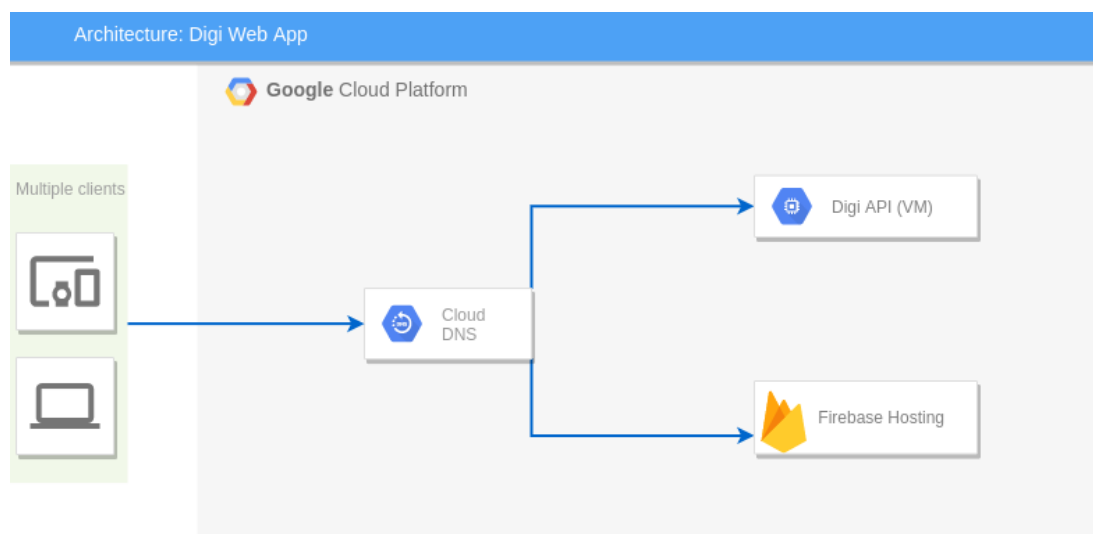 Architecture: Digi Web App
Google Cloud Platform
Multiple clients
Digi API (VM)
Cloud
DNS
Firebase Hosting